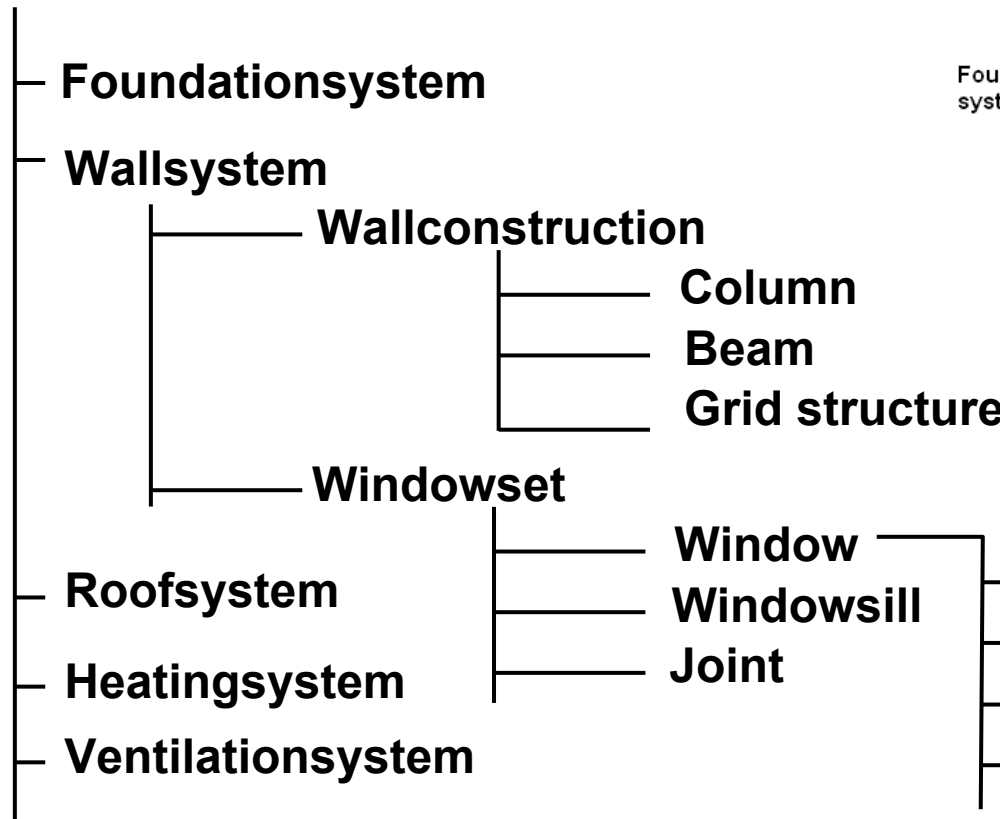 Foundationsystem
Wallsystem
Wallconstruction
Column
Beam
Grid structure
Windowset
Window
Windowsill
Joint
Roofsystem
Heatingsystem
Ventilationsystem